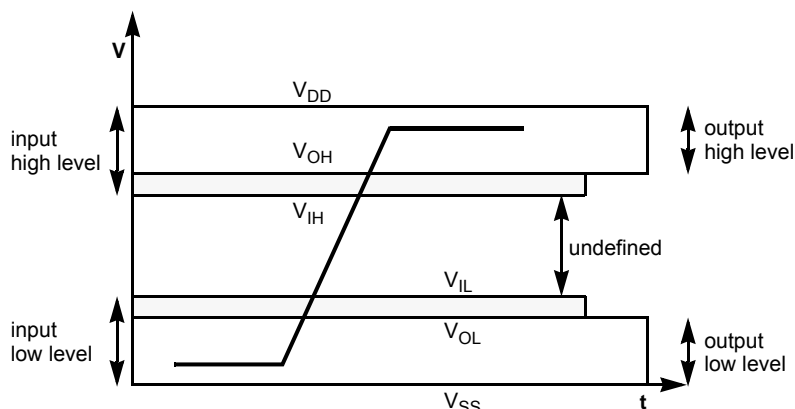 V
V_DD
input
high level
output
high level
V_OH
V_IH
undefined
V_IL
input
low level
V_OL
output
low level
V_SS
t